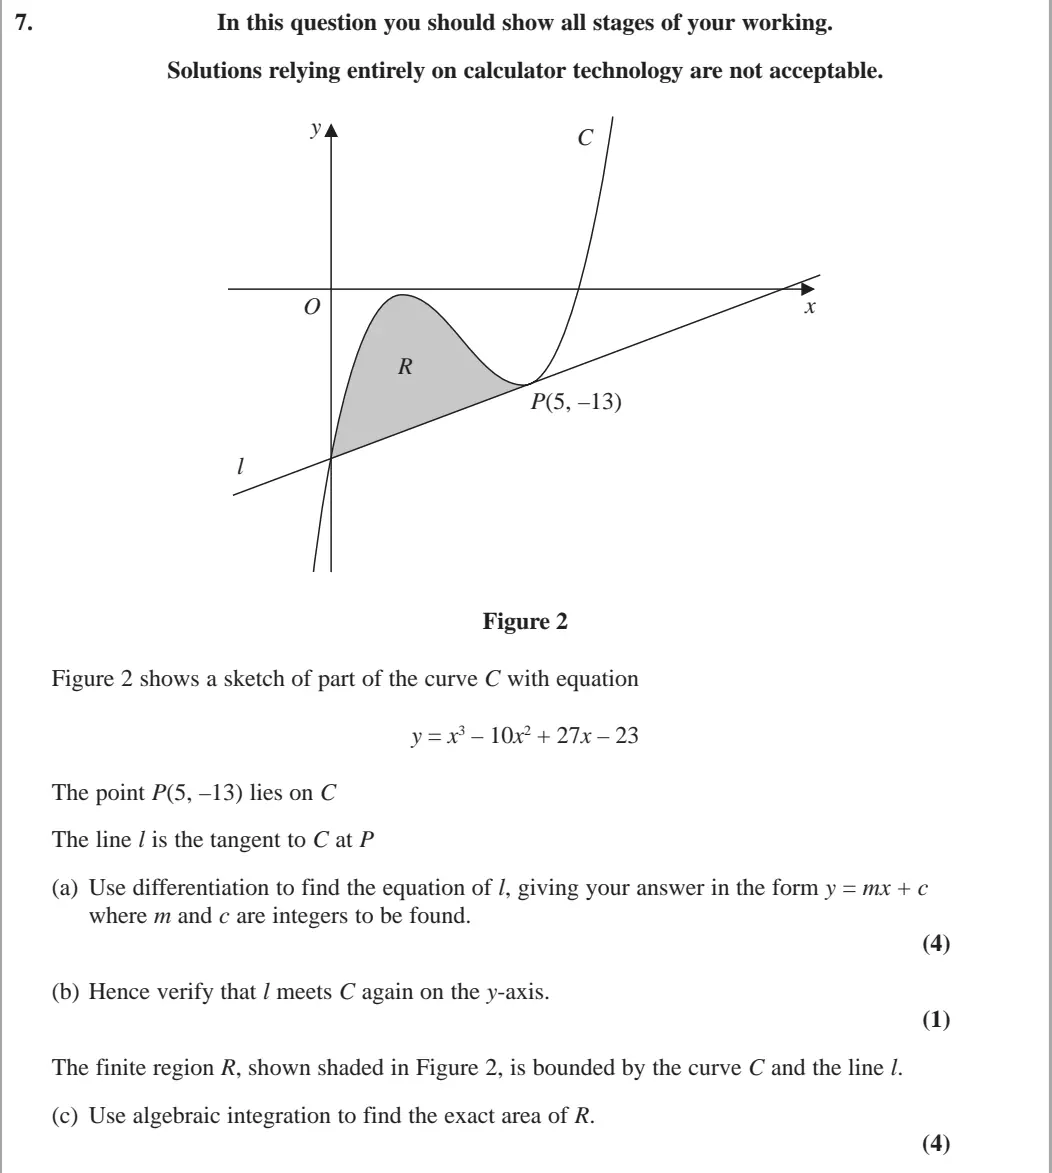 7. In this question you should show all stages of your working.
Solutions relying entirely on calculator technology are not acceptable.
y
C
O
x
R
P(5, –13)
l
Figure 2
Figure 2 shows a sketch of part of the curve C with equation
y = x³ – 10x² + 27x – 23
The point P(5, –13) lies on C
The line l is the tangent to C at P
(a) Use differentiation to find the equation of l, giving your answer in the form y = mx + c
where m and c are integers to be found.
(4)
(b) Hence verify that l meets C again on the y-axis.
(1)
The finite region R, shown shaded in Figure 2, is bounded by the curve C and the line l.
(c) Use algebraic integration to find the exact area of R.
(4)